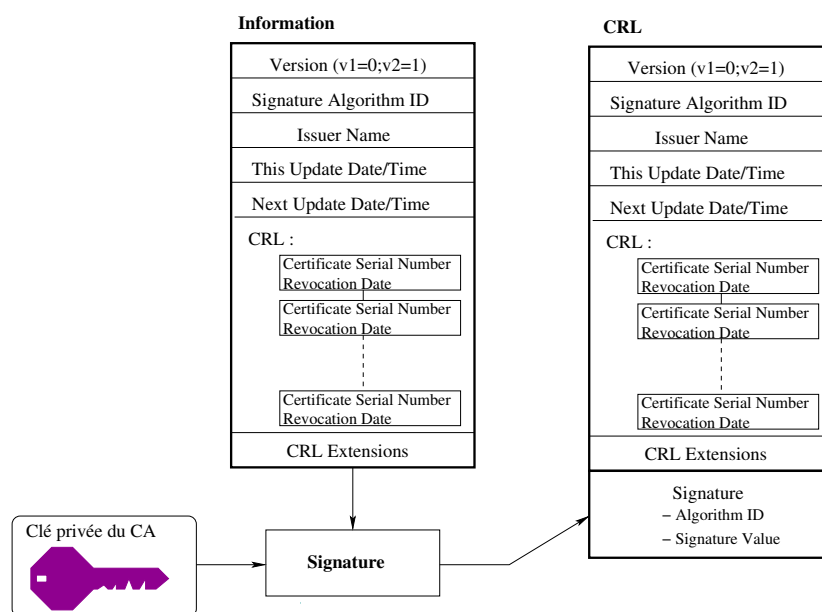 Information
Version (v1=0;v2=1)
Signature Algorithm ID
Issuer Name
This Update Date/Time
Next Update Date/Time
CRL :
Certificate Serial Number
Revocation Date
Certificate Serial Number
Revocation Date
Certificate Serial Number
Revocation Date
CRL Extensions
Clé privée du CA
Signature
CRL
Version (v1=0;v2=1)
Signature Algorithm ID
Issuer Name
This Update Date/Time
Next Update Date/Time
CRL :
Certificate Serial Number
Revocation Date
Certificate Serial Number
Revocation Date
Certificate Serial Number
Revocation Date
CRL Extensions
Signature
– Algorithm ID
– Signature Value